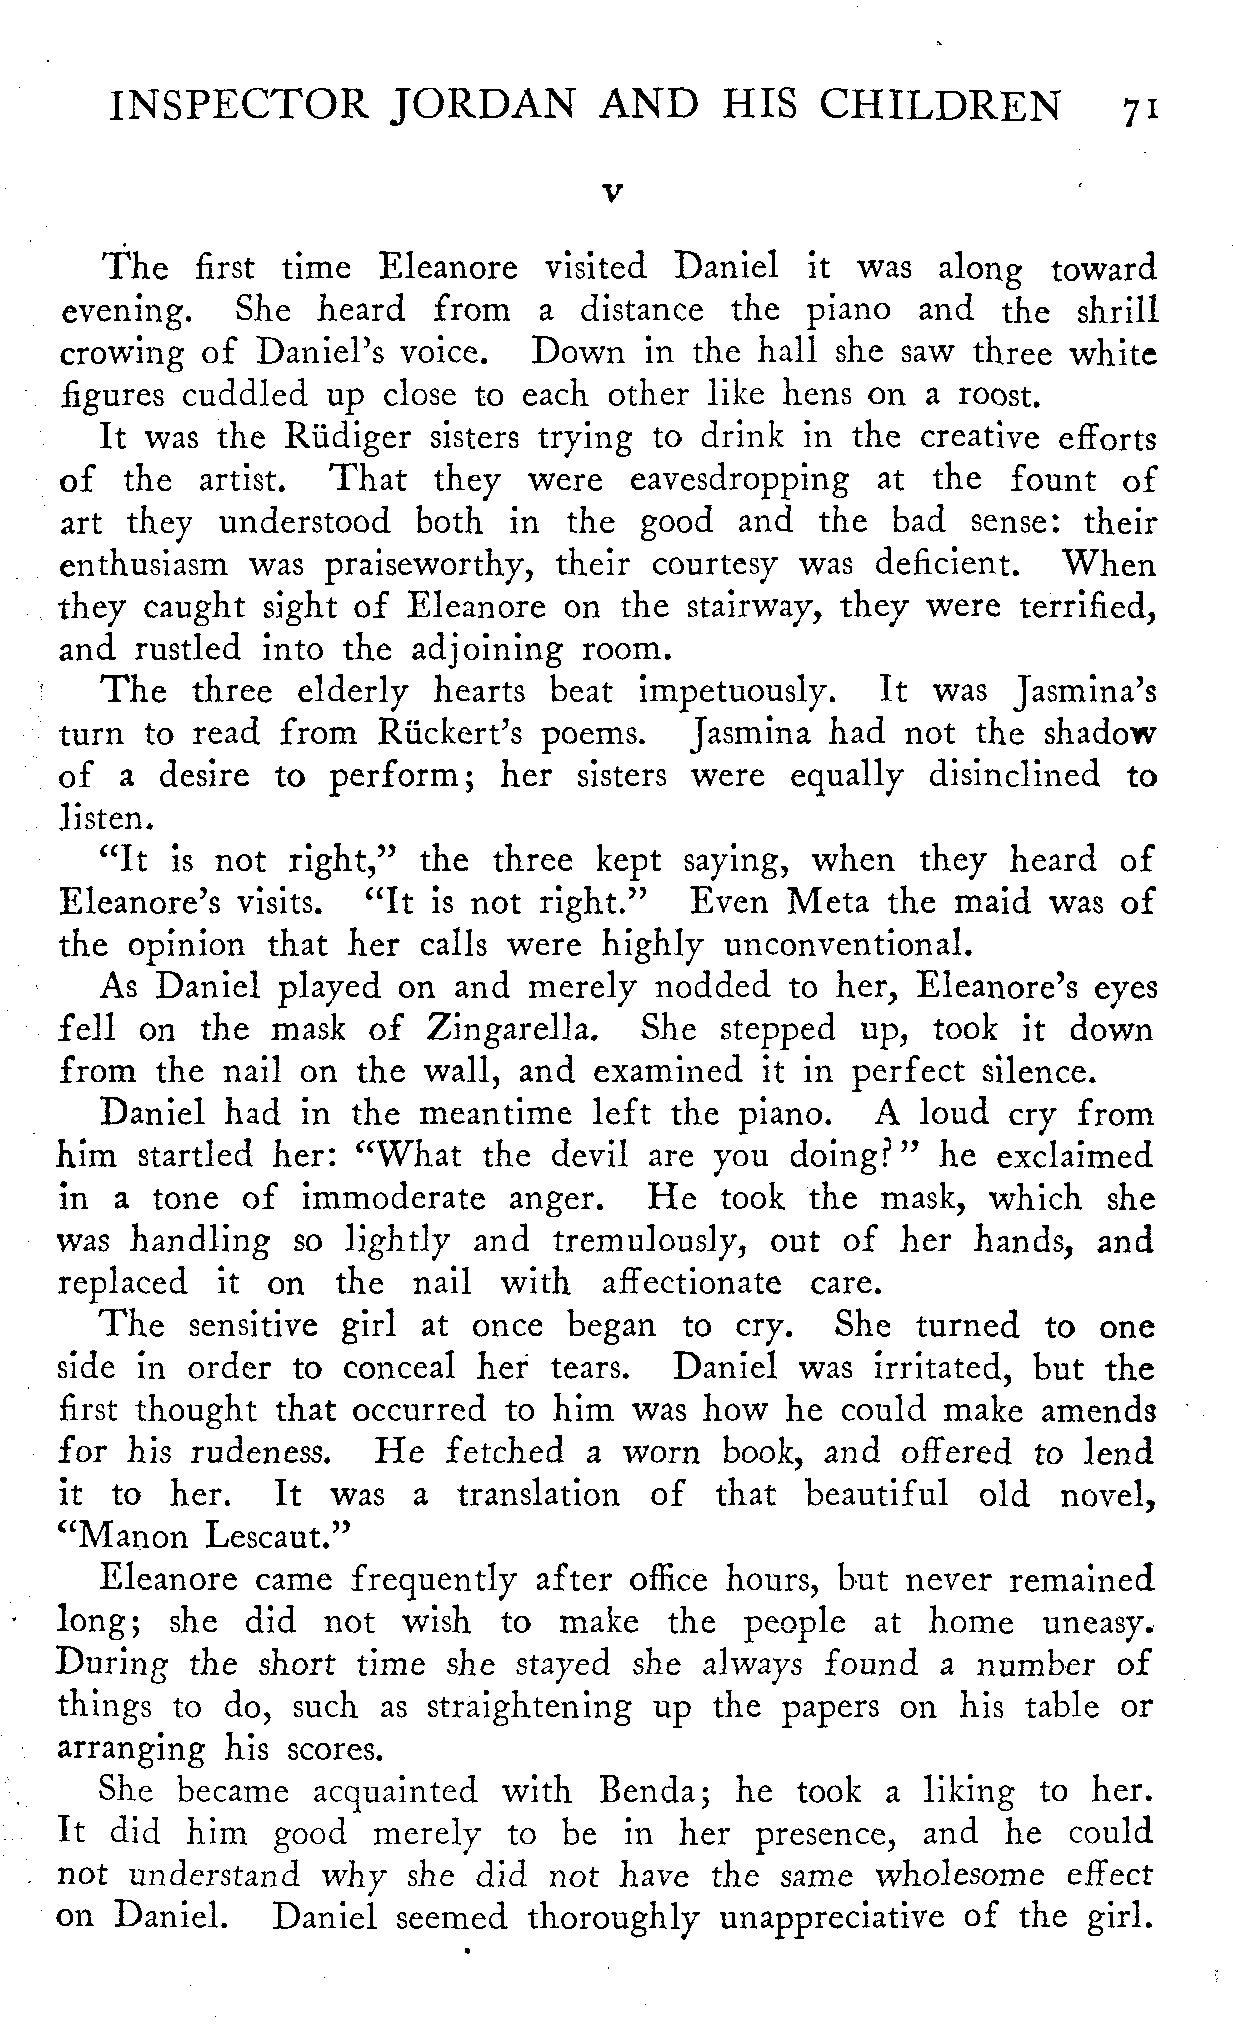 INSPECTOR JORDAN AND HIS CHILDREN 71
V
The first time Eleanore visited Daniel it was along toward
evening. She heard from a distance the piano and the shrill
crowing of Daniel's voice. Down in the hall she saw three white
figures cuddled up close to each other like hens on a roost.
It was the Rüdiger sisters trying to drink in the creative efforts
of the artist. That they were eavesdropping at the fount of
art they understood both in the good and the bad sense: their
enthusiasm was praiseworthy, their courtesy was deficient. When
they caught sight of Eleanore on the stairway, they were terrified,
and rustled into the adjoining room.
The three elderly hearts beat impetuously. It was Jasmina's
turn to read from Rückert's poems. Jasmina had not the shadow
of a desire to perform; her sisters were equally disinclined to
listen.
“It is not right,” the three kept saying, when they heard of
Eleanore's visits. “It is not right.” Even Meta the maid was of
the opinion that her calls were highly unconventional.
As Daniel played on and merely nodded to her, Eleanore's eyes
fell on the mask of Zingarella. She stepped up, took it down
from the nail on the wall, and examined it in perfect silence.
Daniel had in the meantime left the piano. A loud cry from
him startled her: “What the devil are you doing?” he exclaimed
in a tone of immoderate anger. He took the mask, which she
was handling so lightly and tremulously, out of her hands, and
replaced it on the nail with affectionate care.
The sensitive girl at once began to cry. She turned to one
side in order to conceal her tears. Daniel was irritated, but the
first thought that occurred to him was how he could make amends
for his rudeness. He fetched a worn book, and offered to lend
it to her. It was a translation of that beautiful old novel,
“Manon Lescaut.”
Eleanore came frequently after office hours, but never remained
long; she did not wish to make the people at home uneasy.
During the short time she stayed she always found a number of
things to do, such as straightening up the papers on his table or
arranging his scores.
She became acquainted with Benda; he took a liking to her.
It did him good merely to be in her presence, and he could
not understand why she did not have the same wholesome effect
on Daniel. Daniel seemed thoroughly unappreciative of the girl.